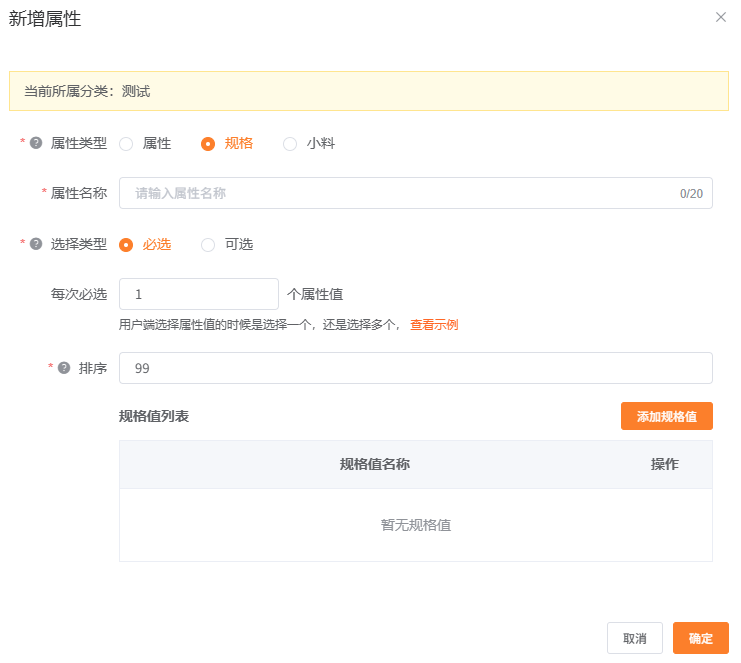 新增属性
当前所属分类：测试
* ? 属性类型 属性 规格 小料
* 属性名称 请输入属性名称 0/20
* ? 选择类型 必选 可选
每次必选 1 个属性值
用户端选择属性值的时候是选择一个，还是选择多个， 查看示例
* ? 排序 99
规格值列表 添加规格值
规格值名称 操作
暂无规格值
取消 确定